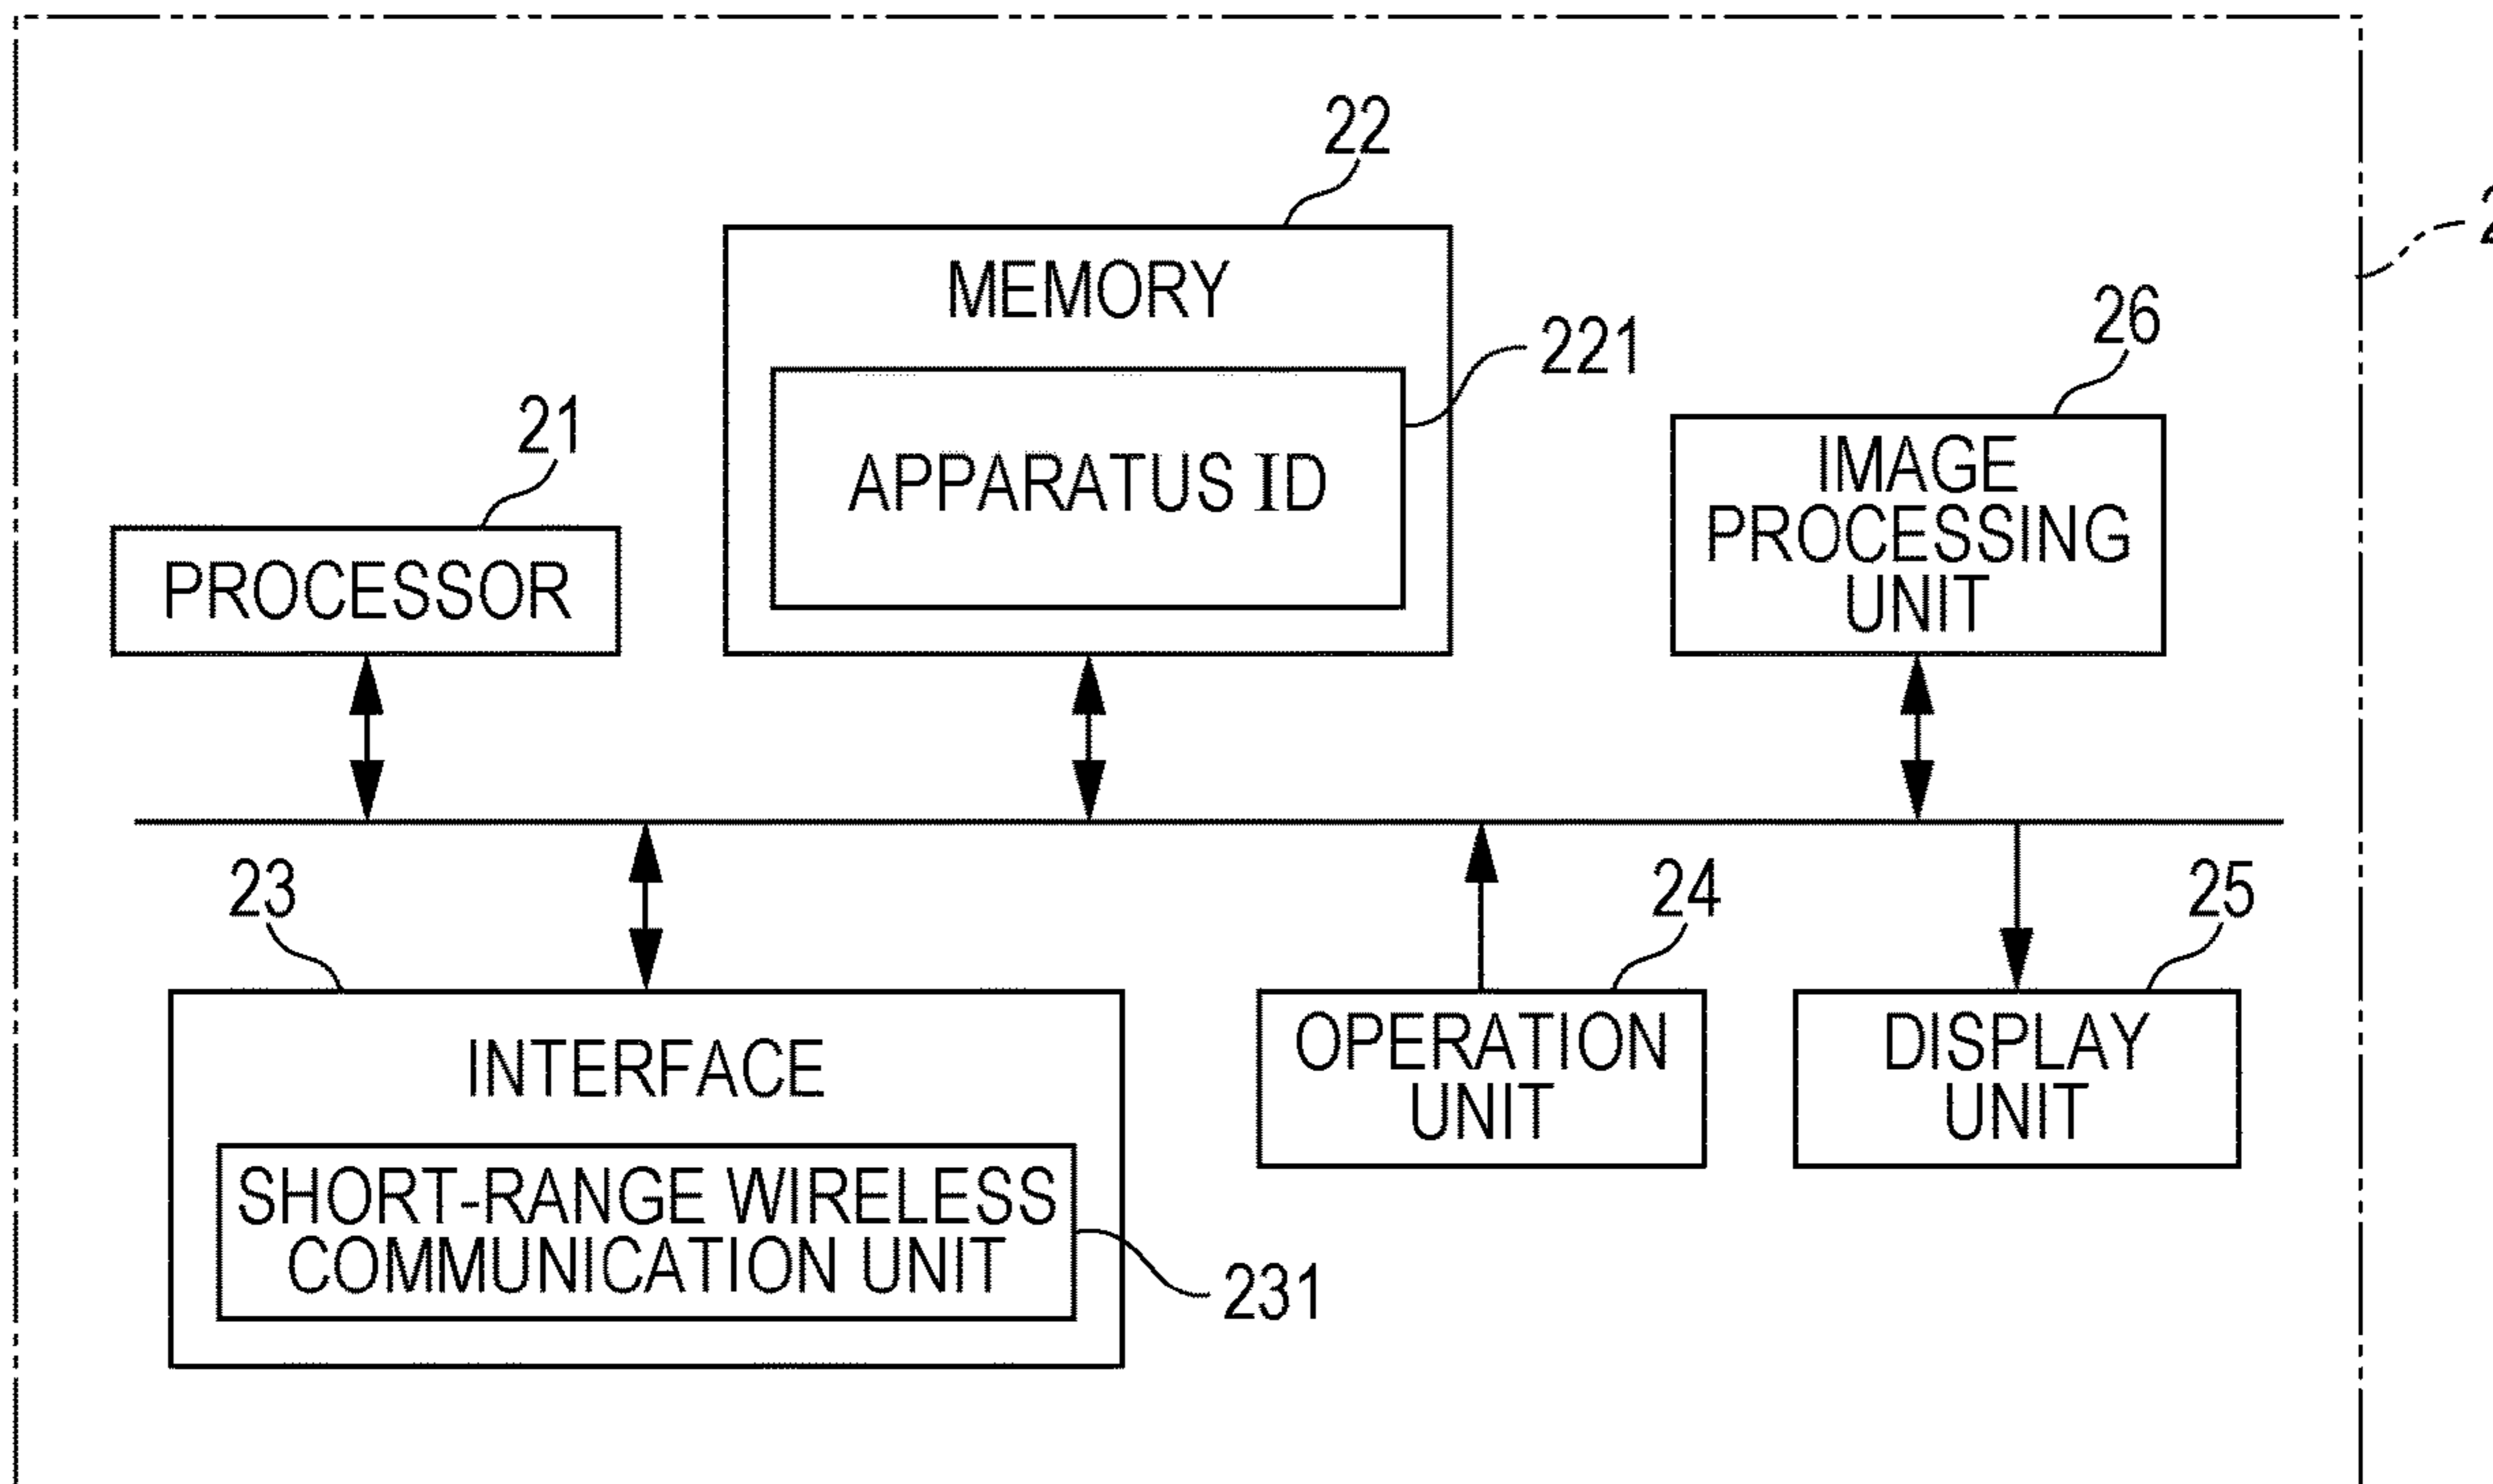 22
MEMORY
2
26
221
21
APPARATUS ID
IMAGE
PROCESSING
UNIT
PROCESSOR
23
24
25
INTERFACE
OPERATION
UNIT
DISPLAY
UNIT
SHORT-RANGE WIRELESS
COMMUNICATION UNIT
231